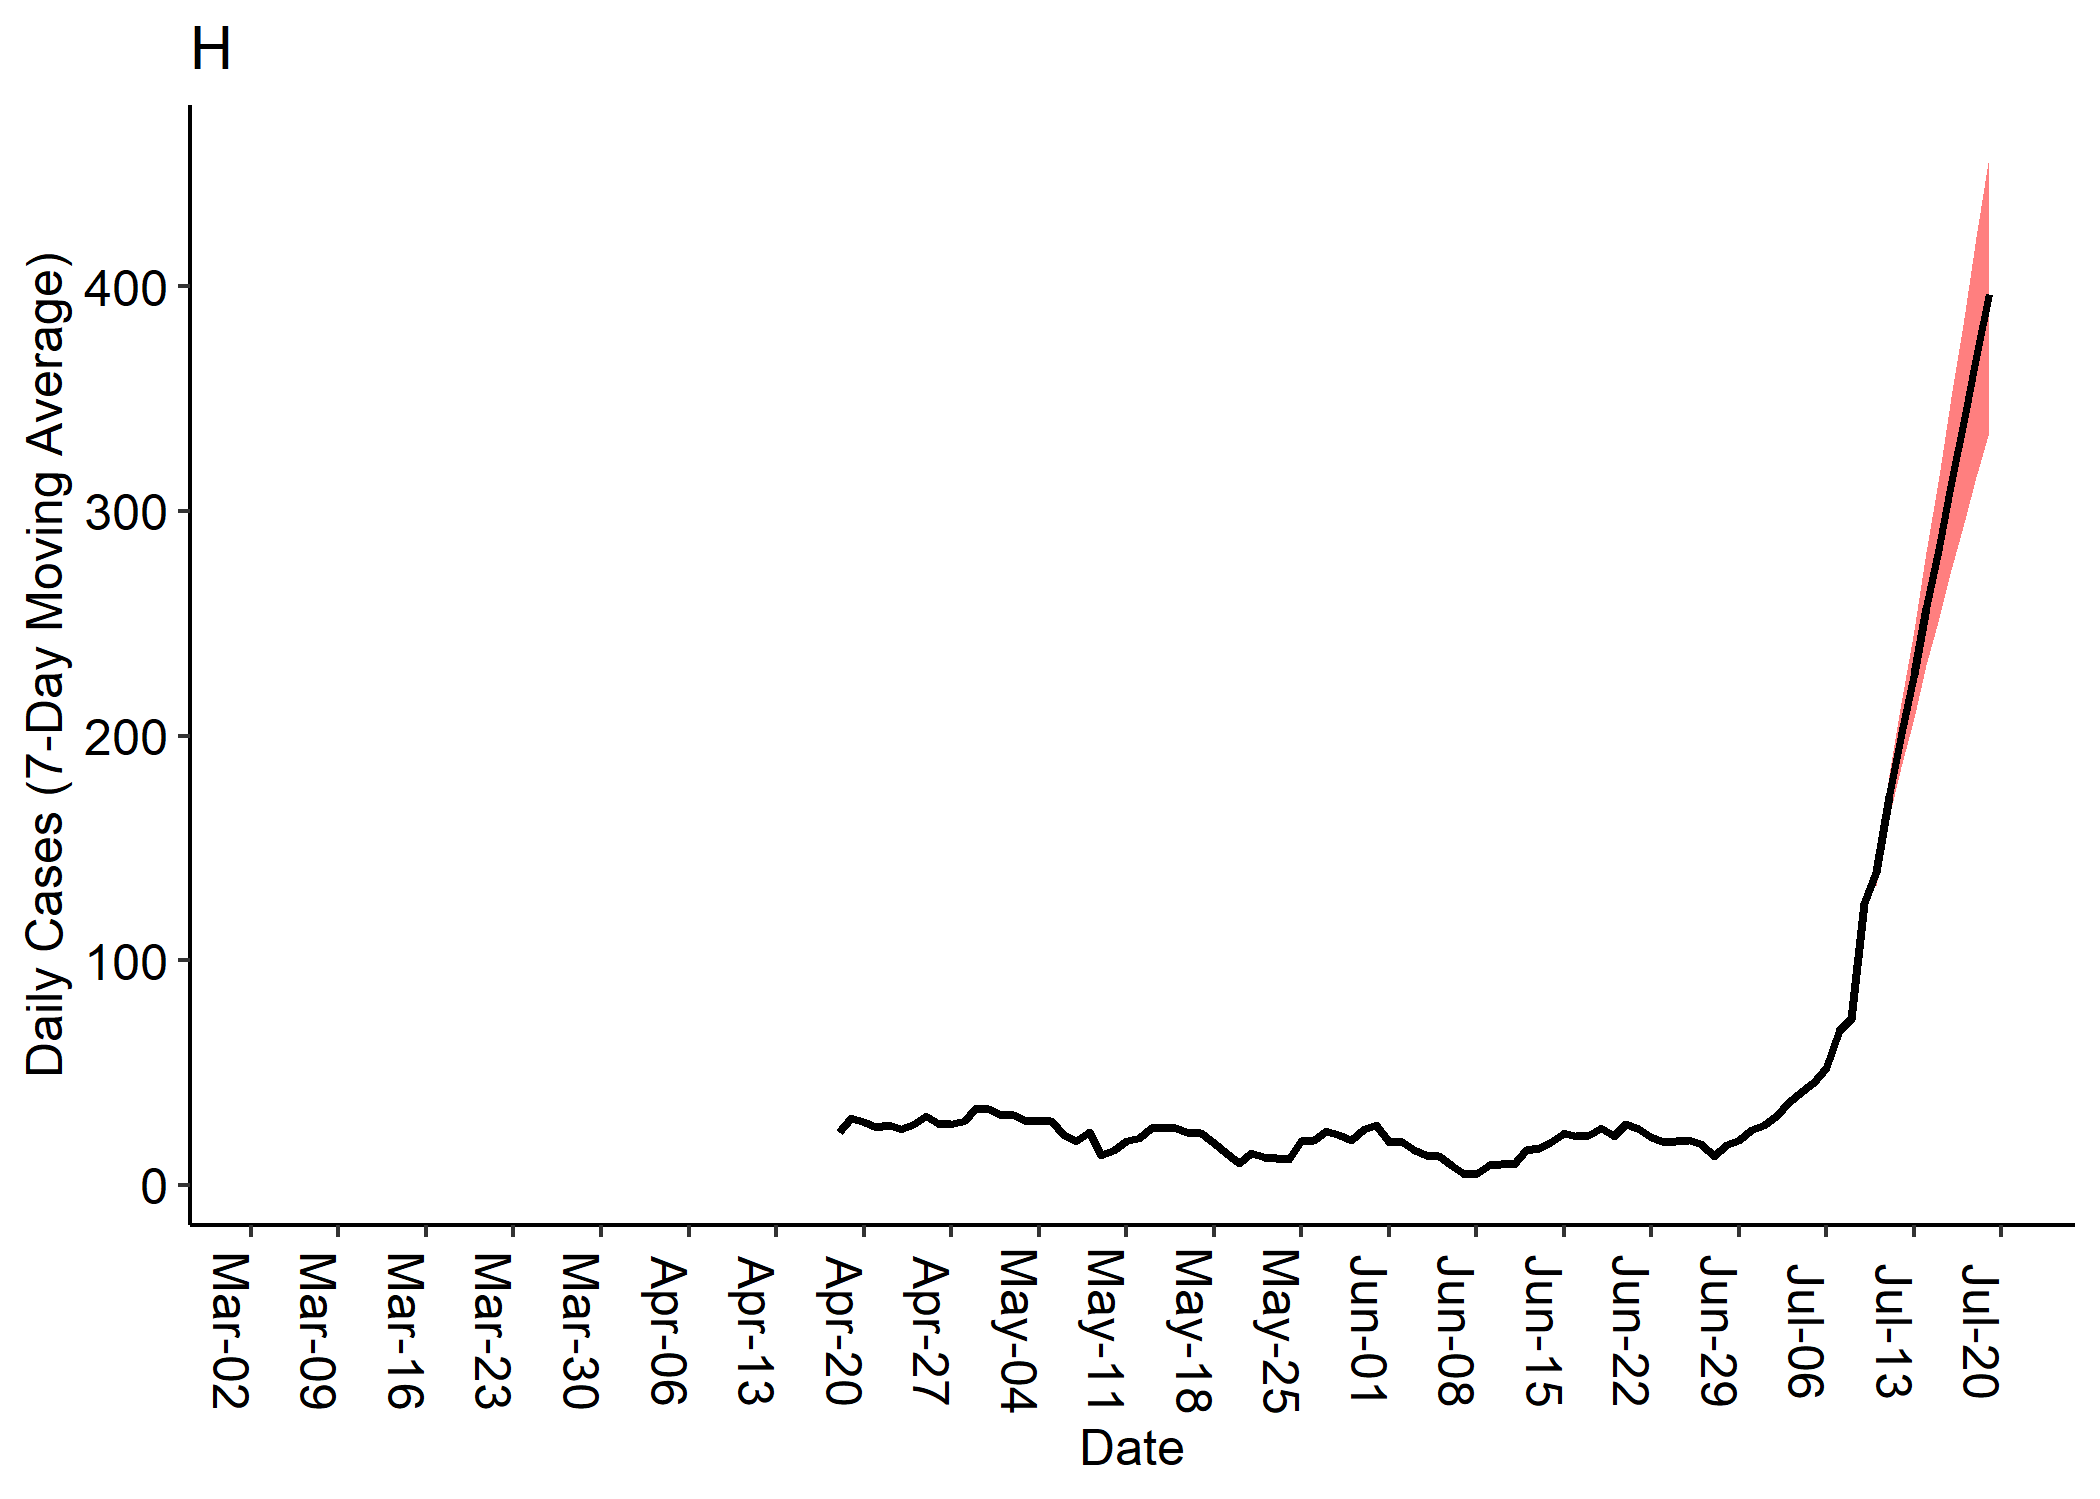 H
Daily Cases (7-Day Moving Average)
400
300
200
100
0
Mar-02
Mar-09
Mar-16
Mar-23
Mar-30
Apr-06
Apr-13
Apr-20
Apr-27
May-04
May-11
May-18
May-25
Jun-01
Jun-08
Jun-15
Jun-22
Jun-29
Jul-06
Jul-13
Jul-20
Date